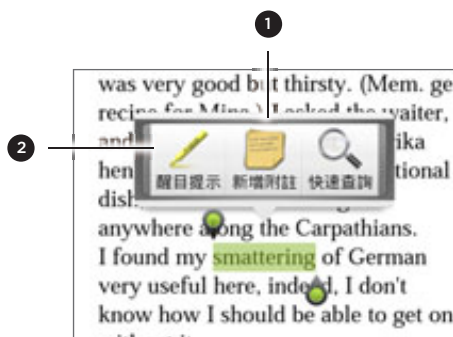 1
was very good but thirsty. (Mem. ge
recipe for Mina.) I asked the waiter,
2
and rika
醒目提示 新增附註 快速查詢
hen tional
dish
anywhere along the Carpathians.
I found my smattering of German
very useful here, indeed, I don't
know how I should be able to get on